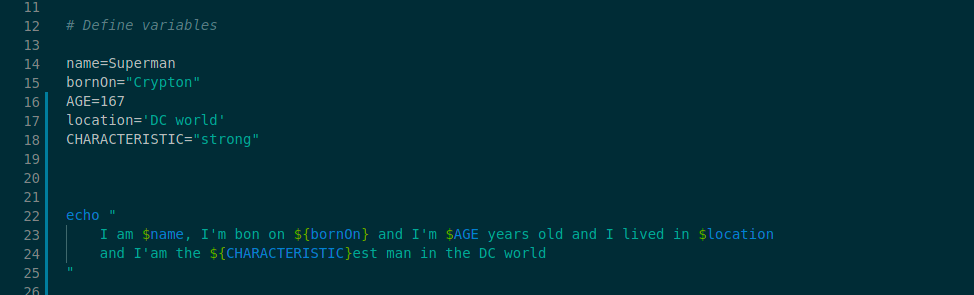 11
12 # Define variables
13
14 name=Superman
15 bornOn="Crypton"
16 AGE=167
17 location='DC world'
18 CHARACTERISTIC="strong"
19
20
21
22 echo "
23 I am $name, I'm bon on ${bornOn} and I'm $AGE years old and I lived in $location
24 and I'am the ${CHARACTERISTIC}est man in the DC world
25 "
26